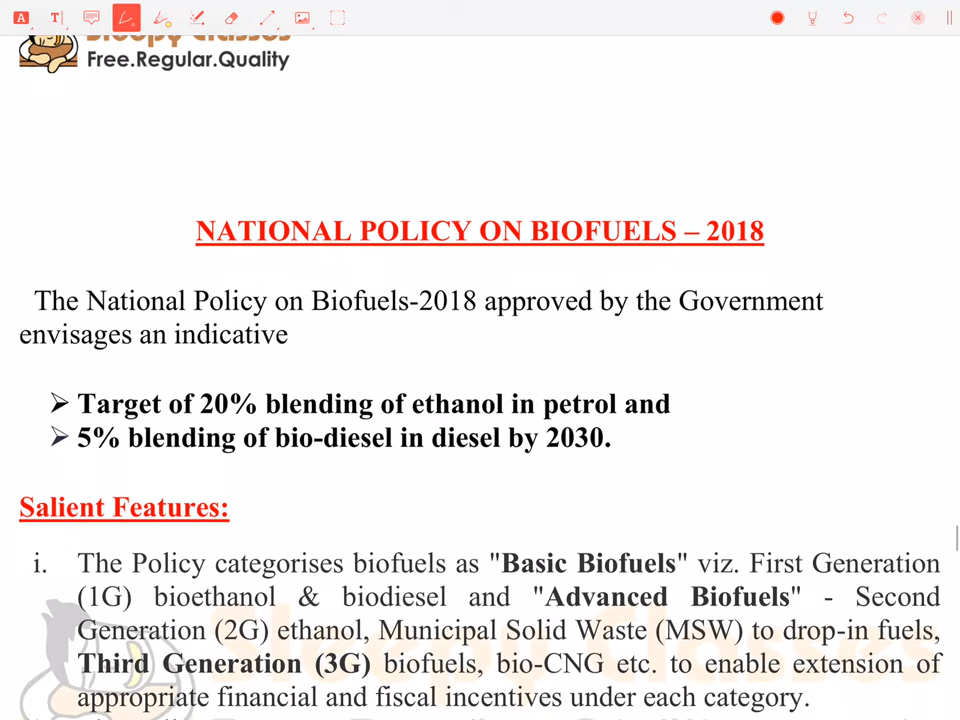 Sleepy Classes
Free.Regular.Quality
NATIONAL POLICY ON BIOFUELS – 2018
The National Policy on Biofuels-2018 approved by the Government
envisages an indicative
➢ Target of 20% blending of ethanol in petrol and
➢ 5% blending of bio-diesel in diesel by 2030.
Salient Features:
i. The Policy categorises biofuels as "Basic Biofuels" viz. First Generation
(1G) bioethanol & biodiesel and "Advanced Biofuels" - Second
Generation (2G) ethanol, Municipal Solid Waste (MSW) to drop-in fuels,
Third Generation (3G) biofuels, bio-CNG etc. to enable extension of
appropriate financial and fiscal incentives under each category.